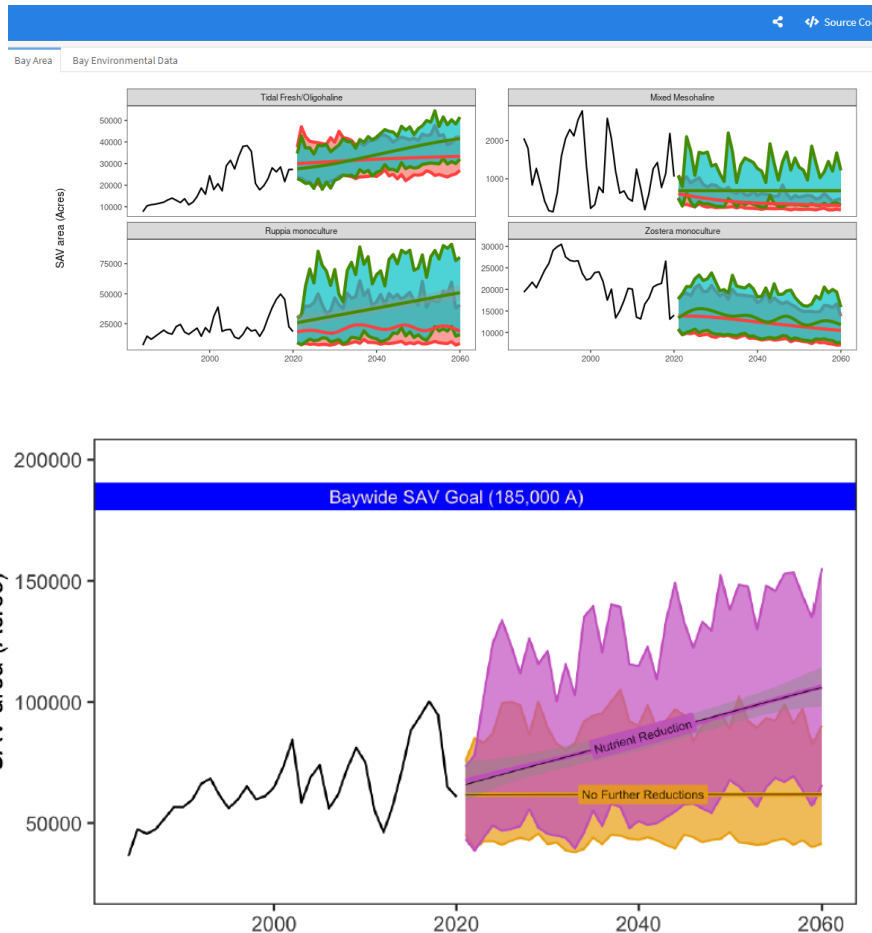 Source Co
Bay Area
Bay Environmental Data
Tidal Fresh/Oligohaline
Mixed Mesohaline
50000
40000
30000
20000
10000
2000
1000
SAV area (Acres)
Ruppia monoculture
Zostera monoculture
75000
50000
25000
30000
25000
20000
15000
10000
2000 2020 2040 2060
2000 2020 2040 2060
200000
150000
100000
50000
Baywide SAV Goal (185,000 A)
Nutrient Reduction
No Further Reductions
2000 2020 2040 2060